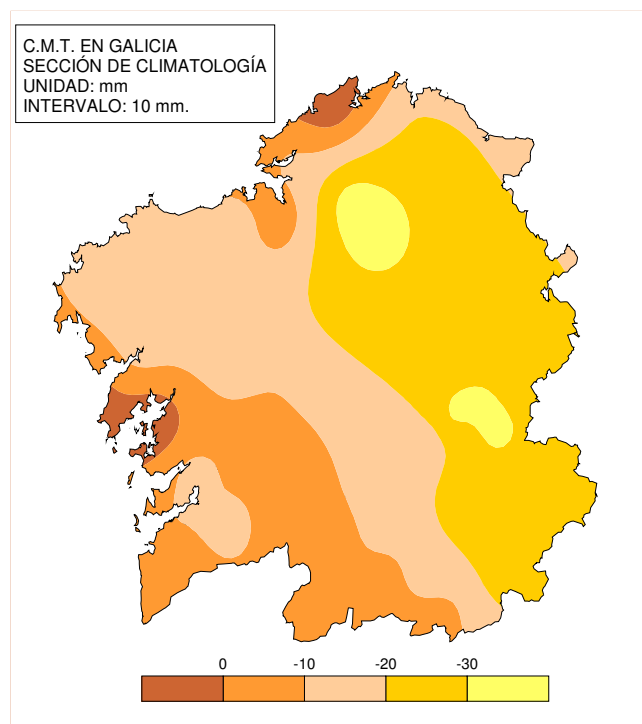 C.M.T. EN GALICIA
SECCIÓN DE CLIMATOLOGÍA
UNIDAD: mm
INTERVALO: 10 mm.
0 -10 -20 -30